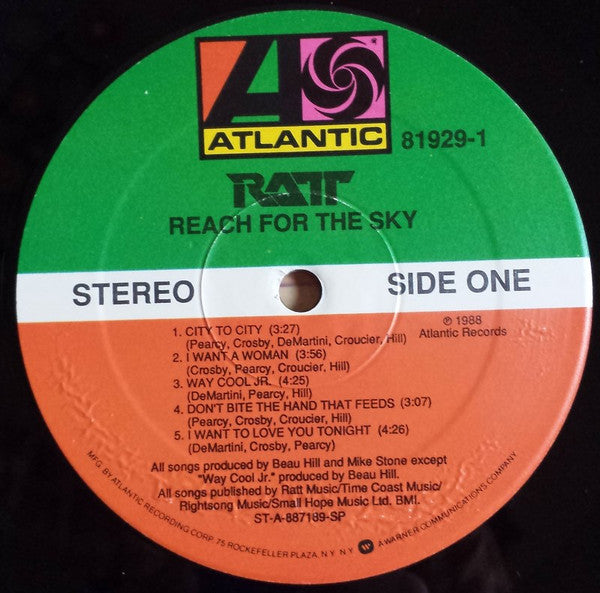 ATLANTIC
81929-1
RATT
REACH FOR THE SKY
STEREO
SIDE ONE
℗ 1988
Atlantic Records
1. CITY TO CITY (3:27)
(Pearcy, Crosby, DeMartini, Croucier, Hill)
2. I WANT A WOMAN (3:56)
(Crosby, Pearcy, Croucier, Hill)
3. WAY COOL JR. (4:25)
(DeMartini, Pearcy, Hill)
4. DON'T BITE THE HAND THAT FEEDS (3:07)
(Pearcy, Crosby, Croucier, Hill)
5. I WANT TO LOVE YOU TONIGHT (4:26)
(DeMartini, Crosby, Pearcy)
All songs produced by Beau Hill and Mike Stone except
"Way Cool Jr." produced by Beau Hill.
All songs published by Ratt Music/Time Coast Music/
Rightsong Music/Small Hope Music Ltd. BMI.
ST-A-887189-SP
MFG. BY ATLANTIC RECORDING CORP. 75 ROCKEFELLER PLAZA, N.Y. N.Y. A WARNER COMMUNICATIONS COMPANY